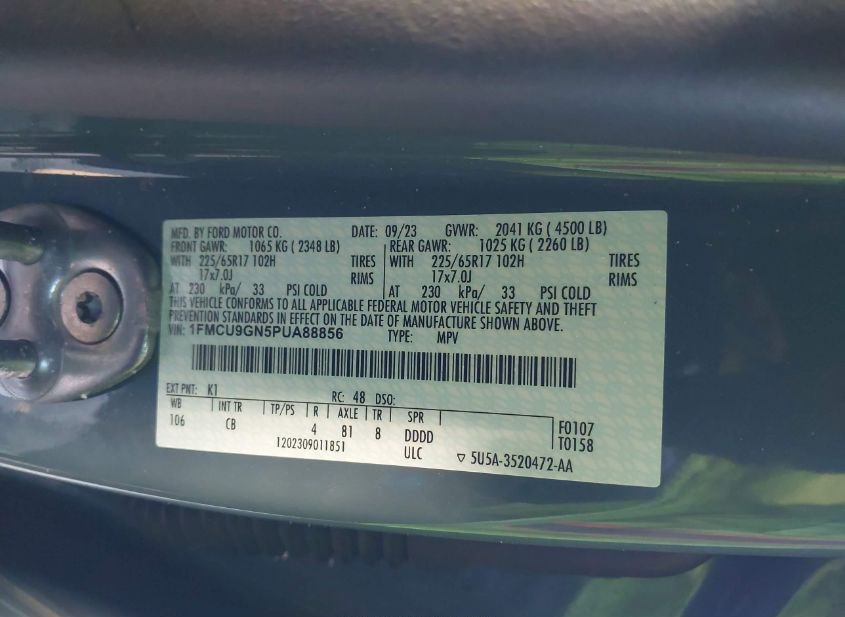 MFD. BY FORD MOTOR CO. DATE: 09/23 GVWR: 2041 KG ( 4500 LB)
FRONT GAWR: 1065 KG ( 2348 LB) REAR GAWR: 1025 KG ( 2260 LB)
WITH 225/65R17 102H TIRES WITH 225/65R17 102H TIRES
17x7.0J RIMS 17x7.0J RIMS
AT 230 kPa/ 33 PSI COLD AT 230 kPa/ 33 PSI COLD
THIS VEHICLE CONFORMS TO ALL APPLICABLE FEDERAL MOTOR VEHICLE SAFETY AND THEFT
PREVENTION STANDARDS IN EFFECT ON THE DATE OF MANUFACTURE SHOWN ABOVE.
VIN: 1FMCU9GN5PUA88856 TYPE: MPV
EXT PNT: K1 RC: 48 DSO:
WB INT TR TP/PS R AXLE TR SPR
106 CB 4 81 8 DDDD F0107
1202309011851 ULC T0158
▽ 5U5A-3520472-AA